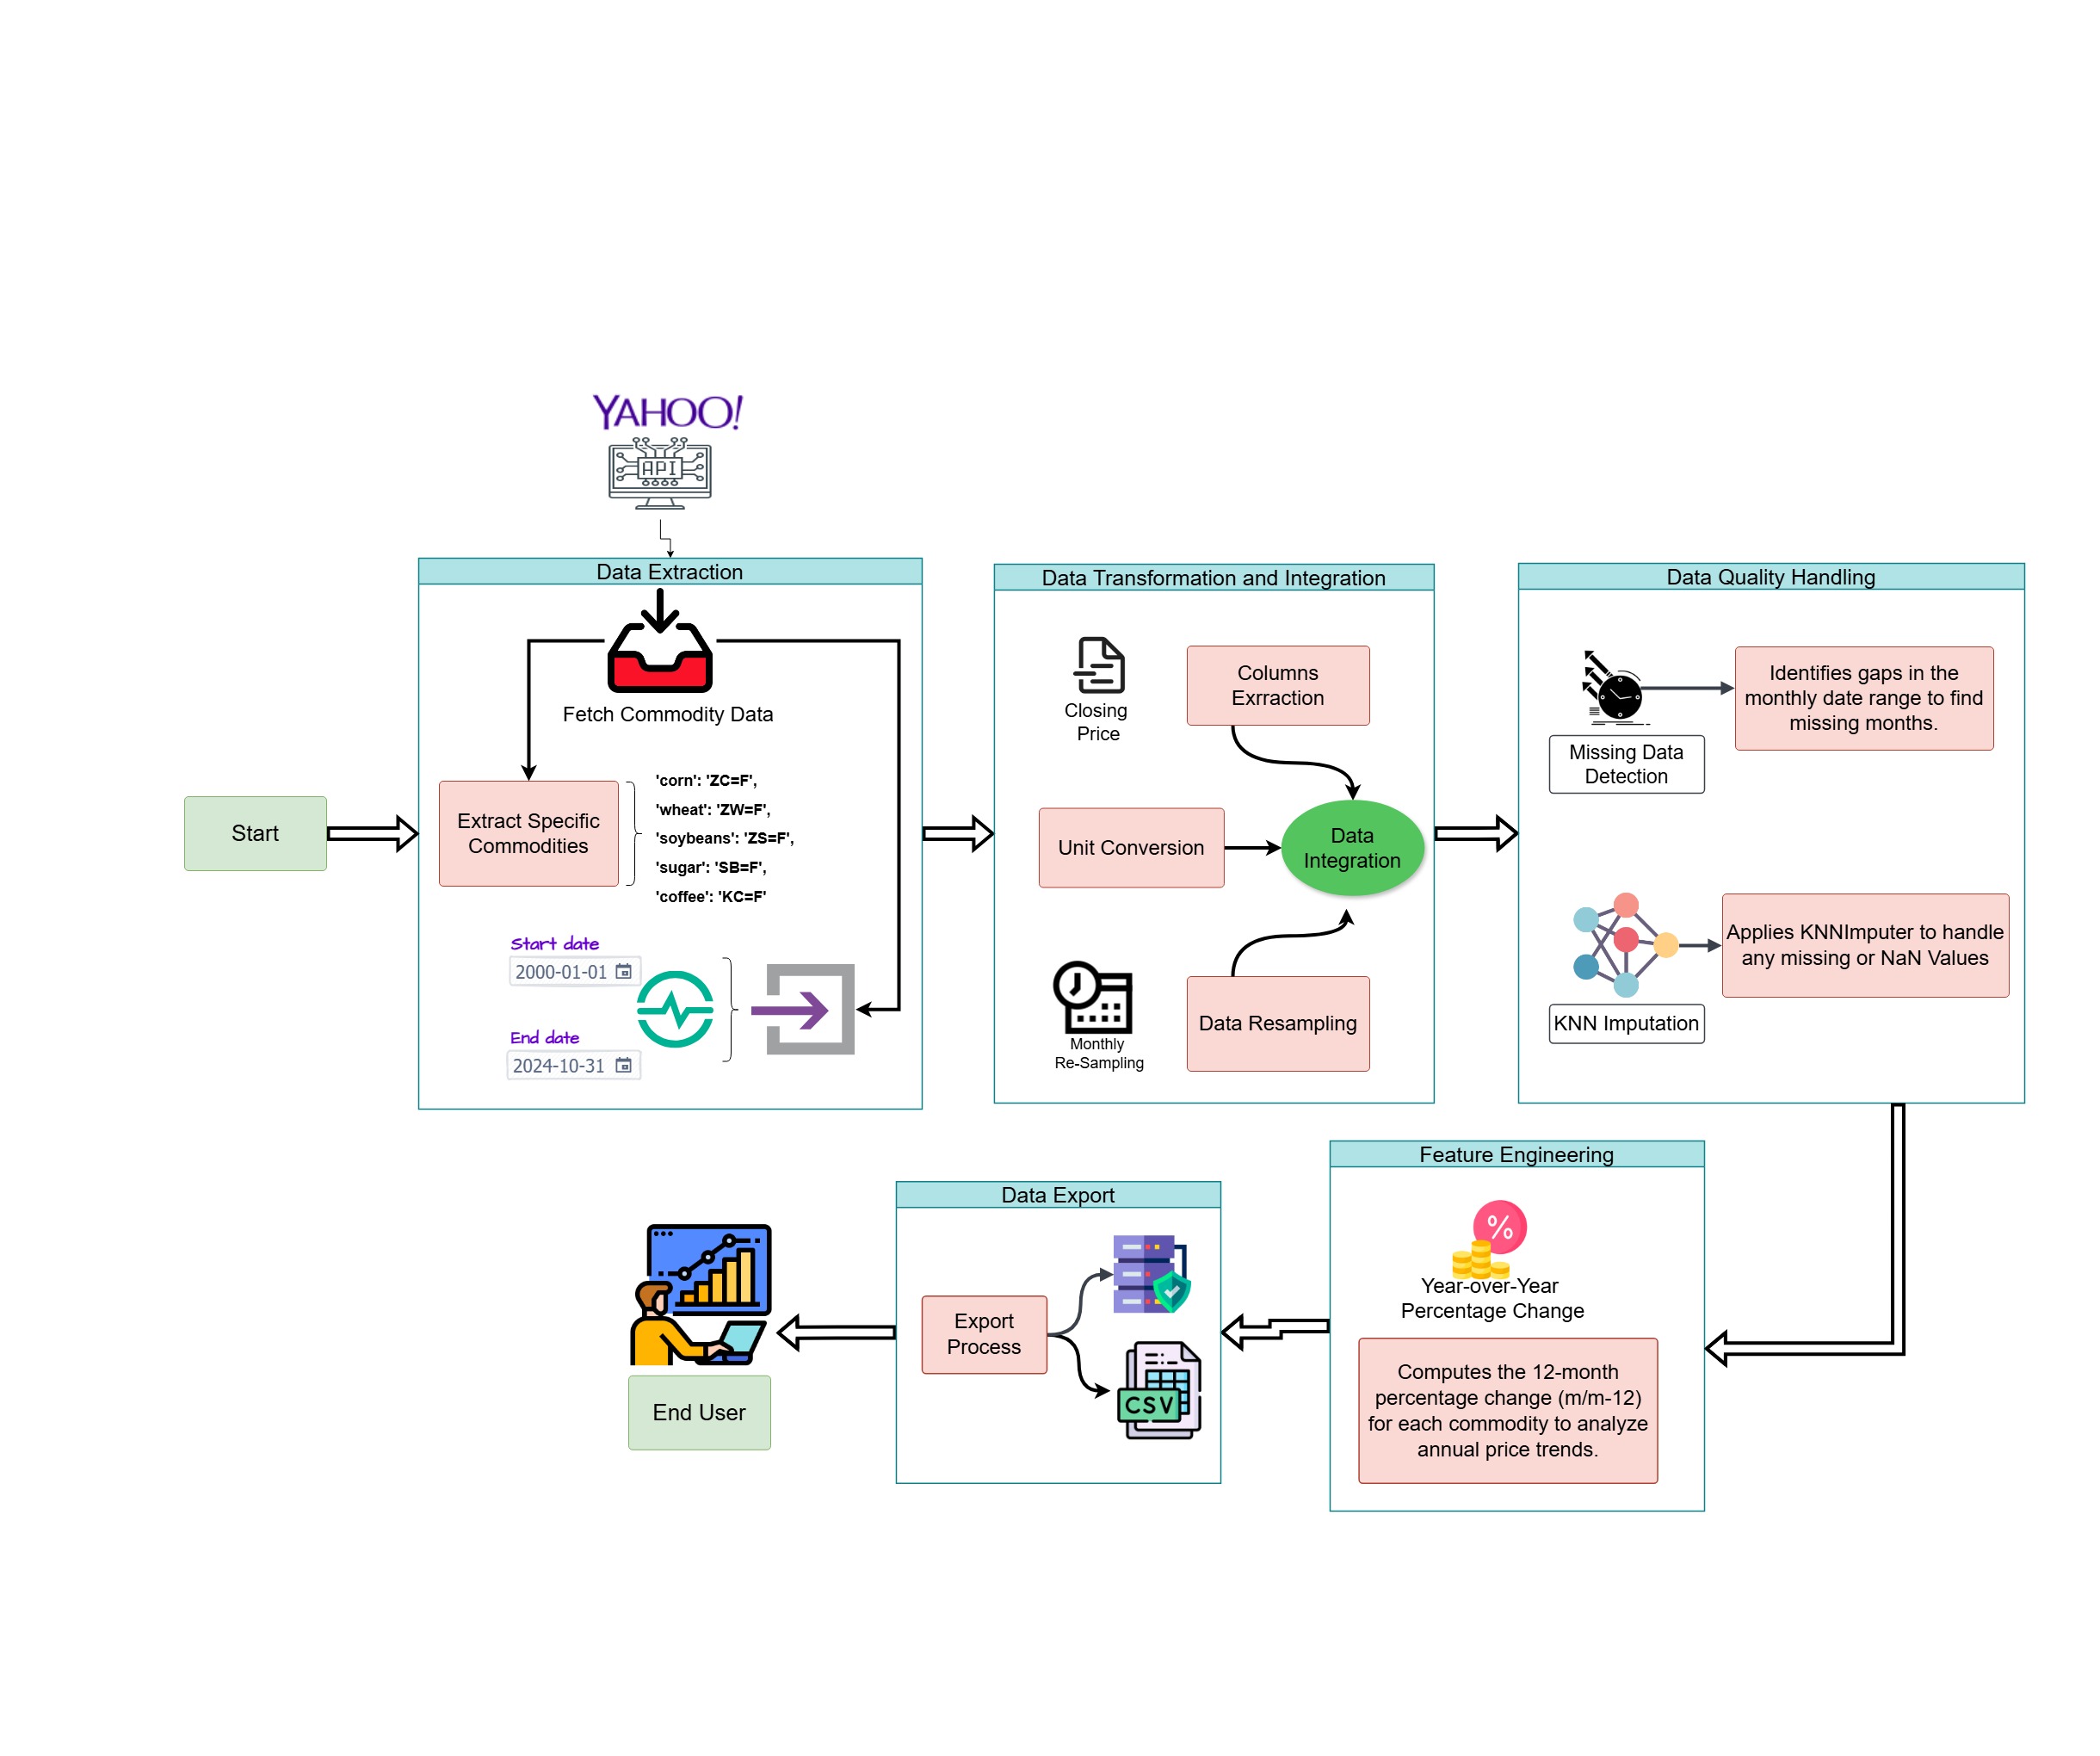 YAHOO!
API
Data Extraction
Fetch Commodity Data
Start
Extract Specific
Commodities
'corn': 'ZC=F',
'wheat': 'ZW=F',
'soybeans': 'ZS=F',
'sugar': 'SB=F',
'coffee': 'KC=F'
Start date
2000-01-01
End date
2024-10-31
Data Transformation and Integration
Closing
Price
Columns
Exrraction
Unit Conversion
Data
Integration
Monthly
Re-Sampling
Data Resampling
Data Quality Handling
Missing Data
Detection
Identifies gaps in the
monthly date range to find
missing months.
KNN Imputation
Applies KNNImputer to handle
any missing or NaN Values
Feature Engineering
%
Year-over-Year
Percentage Change
Computes the 12-month
percentage change (m/m-12)
for each commodity to analyze
annual price trends.
Data Export
Export
Process
CSV
End User